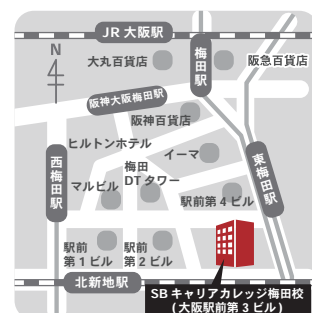 JR 大阪駅
N
大丸百貨店
梅田駅
阪急百貨店
阪神大阪梅田駅
阪神百貨店
ヒルトンホテル
イーマ
西梅田駅
梅田
DT タワー
東梅田駅
マルビル
駅前第 4 ビル
駅前
第 1 ビル
駅前
第 2 ビル
北新地駅
SB キャリアカレッジ梅田校
(大阪駅前第 3 ビル)